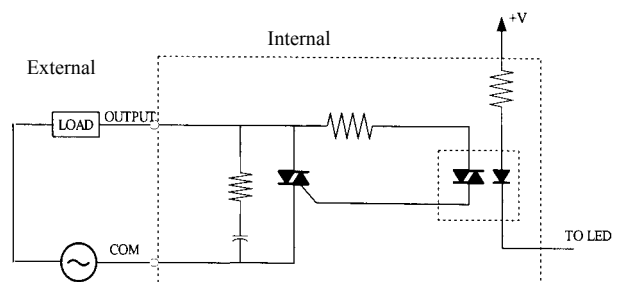 +V
Internal
External
LOAD
OUTPUT
COM
TO LED